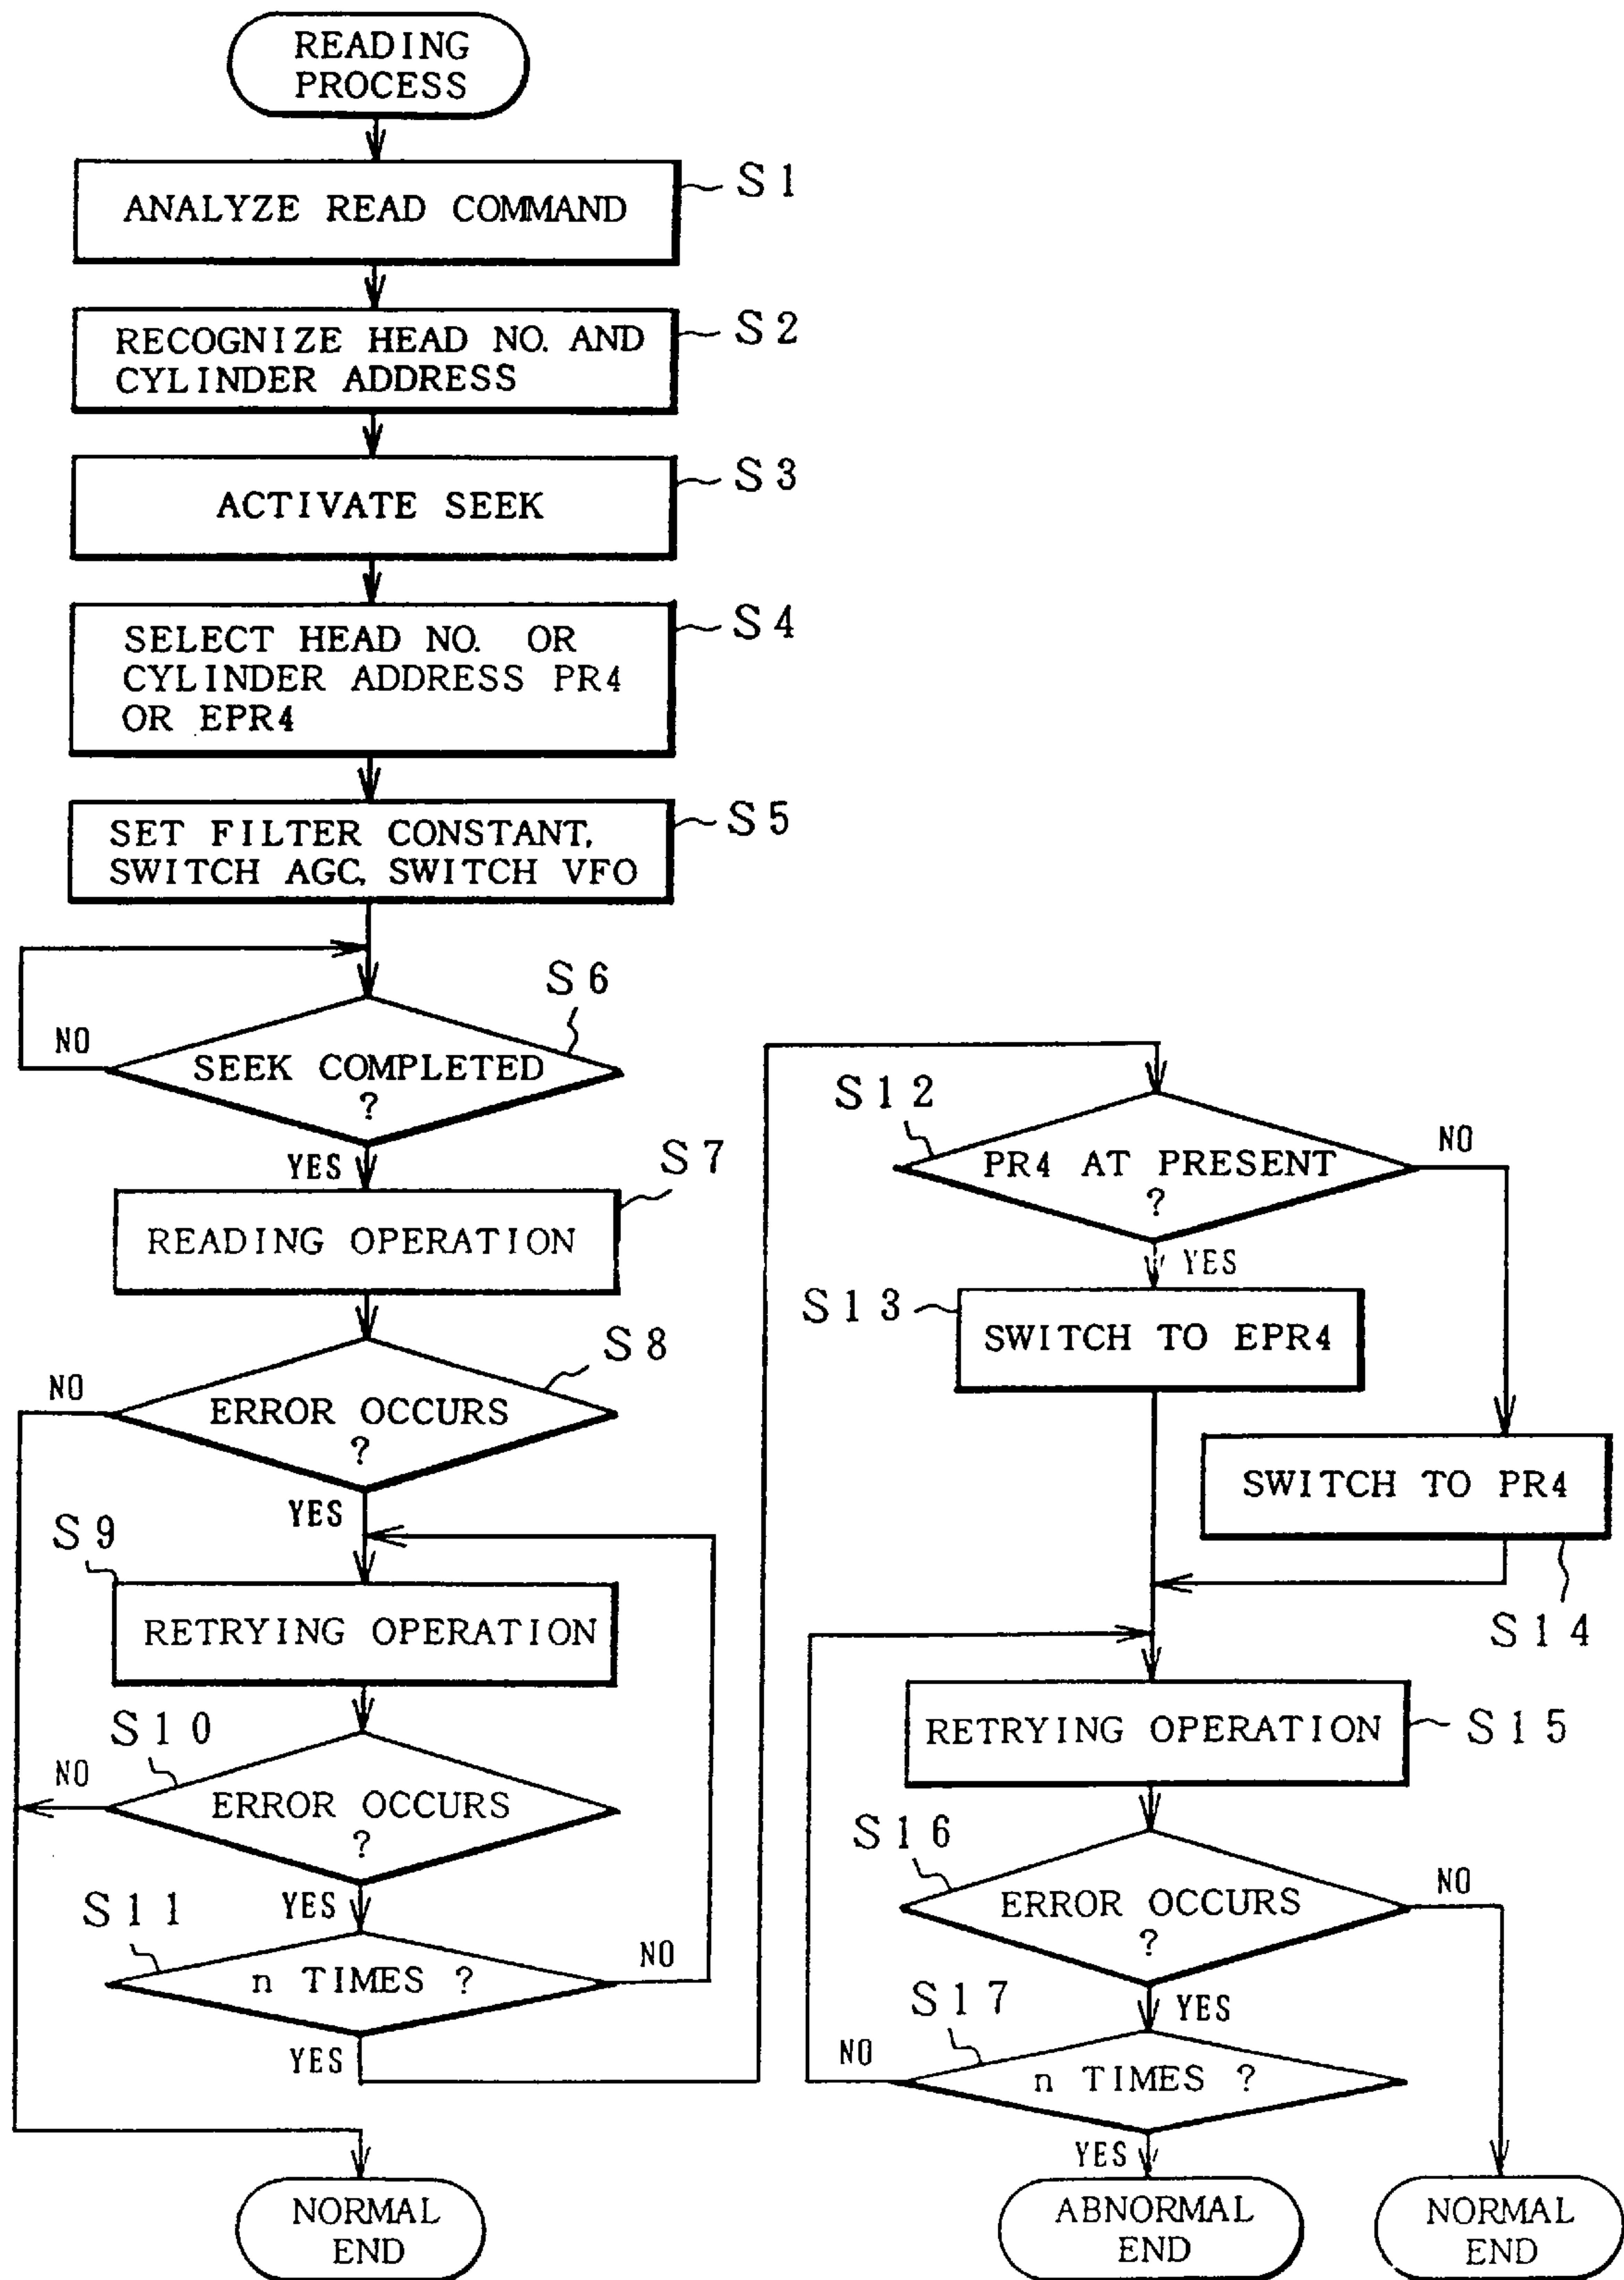 READING
PROCESS
S1
ANALYZE READ COMMAND
S2
RECOGNIZE HEAD NO. AND
CYLINDER ADDRESS
S3
ACTIVATE SEEK
S4
SELECT HEAD NO. OR
CYLINDER ADDRESS PR4
OR EPR4
S5
SET FILTER CONSTANT,
SWITCH AGC, SWITCH VFO
S6
NO
SEEK COMPLETED
?
YES
S7
READING OPERATION
S8
NO
ERROR OCCURS
?
YES
S9
RETRYING OPERATION
S10
NO
ERROR OCCURS
?
YES
S11
n TIMES ?
NO
YES
NORMAL
END
S12
PR4 AT PRESENT
?
NO
YES
S13
SWITCH TO EPR4
SWITCH TO PR4
S14
RETRYING OPERATION
S15
S16
ERROR OCCURS
?
NO
YES
S17
NO
n TIMES ?
YES
ABNORMAL
END
NORMAL
END